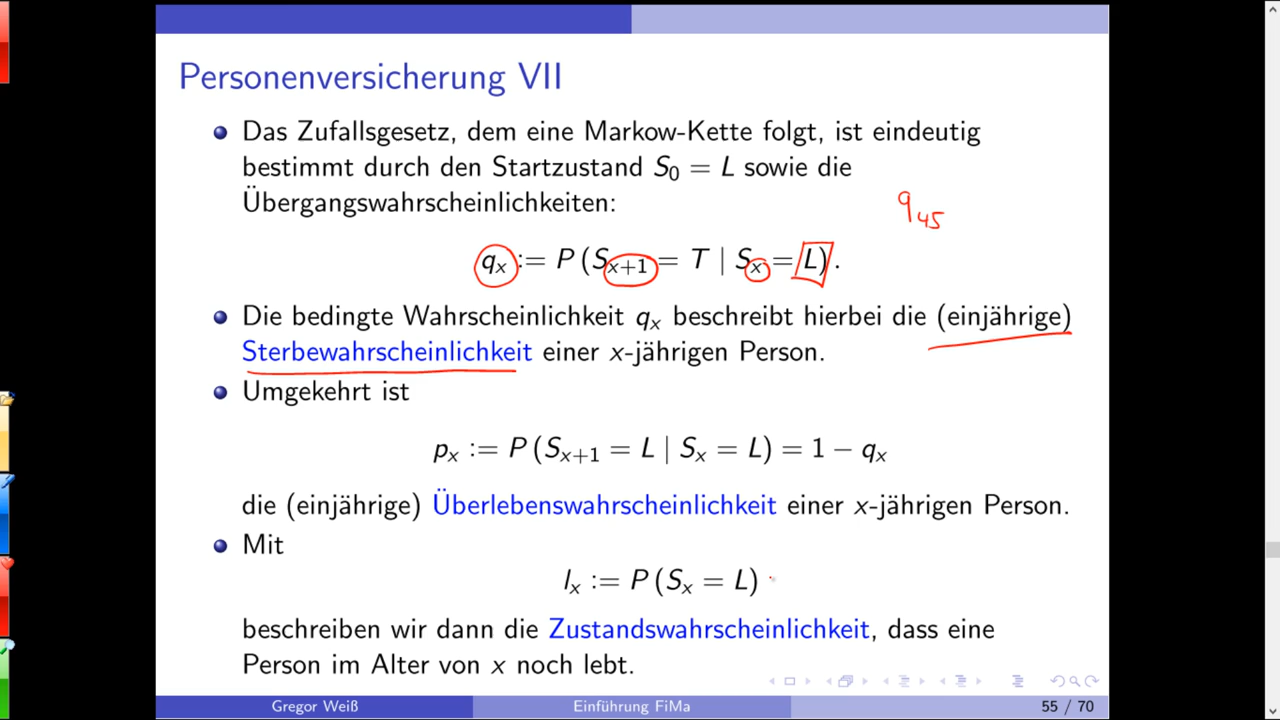 Personenversicherung VII
Das Zufallsgesetz, dem eine Markow-Kette folgt, ist eindeutig
bestimmt durch den Startzustand S₀ = L sowie die
Übergangswahrscheinlichkeiten:
q₄₅
qₓ := P (Sₓ₊₁ = T | Sₓ = L) .
Die bedingte Wahrscheinlichkeit qₓ beschreibt hierbei die (einjährige)
Sterbewahrscheinlichkeit einer x-jährigen Person.
Umgekehrt ist
pₓ := P (Sₓ₊₁ = L | Sₓ = L) = 1 − qₓ
die (einjährige) Überlebenswahrscheinlichkeit einer x-jährigen Person.
Mit
lₓ := P (Sₓ = L)
beschreiben wir dann die Zustandswahrscheinlichkeit, dass eine
Person im Alter von x noch lebt.
Gregor Weiß Einführung FiMa 55 / 70